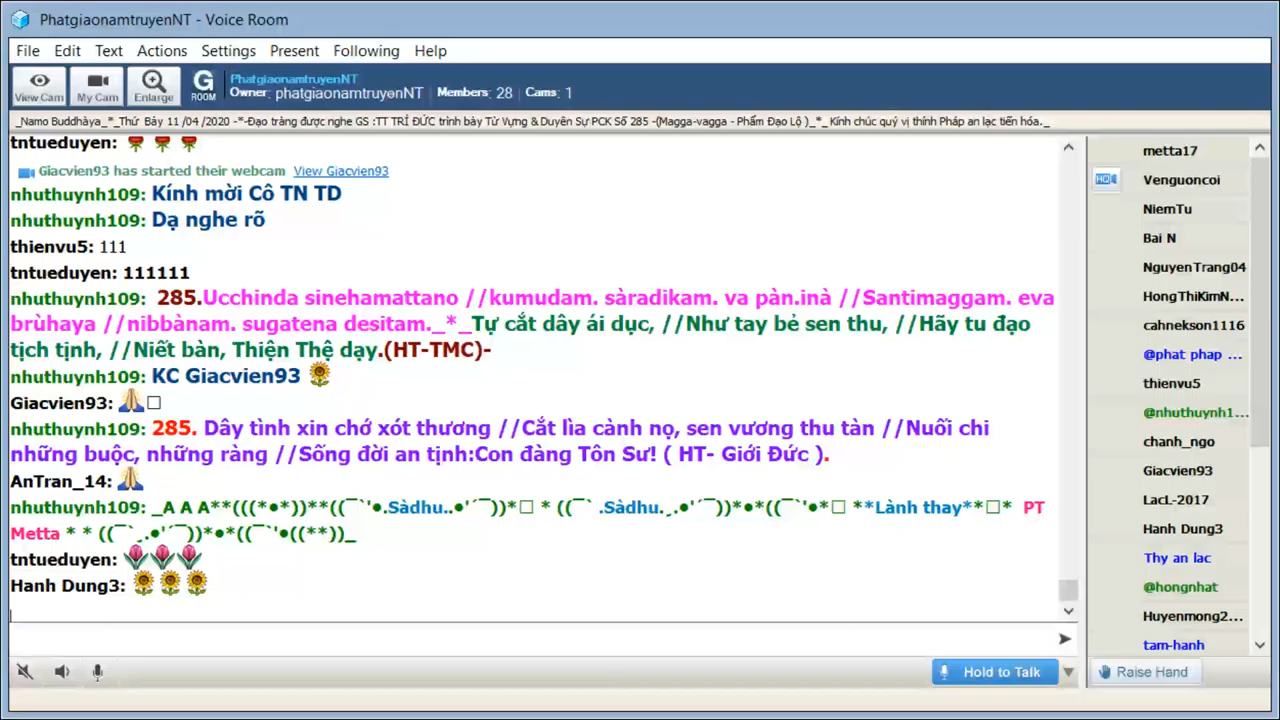 PhatgiaonamtruyenNT - Voice Room
File Edit Text Actions Settings Present Following Help
View Cam My Cam Enlarge G ROOM
PhatgiaonamtruyenNT
Owner: phatgiaonamtruyenNT Members: 28 Cams: 1
_Namo Buddhàya_*_Thứ Bảy 11 /04 /2020 -*-Đạo tràng được nghe GS :TT TRÍ ĐỨC trình bày Từ Vựng & Duyên Sự PCK Số 285 -(Magga-vagga - Phẩm Đạo Lộ )_*_ Kính chúc quý vị thính Pháp an lạc tiến hóa._
tntueduyen:
Giacvien93 has started their webcam View Giacvien93
nhuthuynh109: Kính mời Cô TN TD
nhuthuynh109: Dạ nghe rõ
thienvu5: 111
tntueduyen: 111111
nhuthuynh109: 285.Ucchinda sinehamattano //kumudam. sàradikam. va pàn.inà //Santimaggam. eva
brùhaya //nibbànam. sugatena desitam._*_Tự cắt dây ái dục, //Như tay bẻ sen thu, //Hãy tu đạo
tịch tịnh, //Niết bàn, Thiện Thệ dạy.(HT-TMC)-
nhuthuynh109: KC Giacvien93
Giacvien93:
nhuthuynh109: 285. Dây tình xin chớ xót thương //Cắt lìa cành nọ, sen vương thu tàn //Nuối chi
những buộc, những ràng //Sống đời an tịnh:Con đàng Tôn Sư! ( HT- Giới Đức ).
AnTran_14:
nhuthuynh109: _A A A**(((*●*))**((¯`'●.Sàdhu..●'´¯))*□ * ((¯` .Sàdhu.¸.●'´¯))*●*((¯`'●*□ **Lành thay**□* PT
Metta * * ((¯`¸.●'´¯))*●*((¯`'●((**))_
tntueduyen:
Hanh Dung3:
metta17
Venguoncoi
NiemTu
Bai N
NguyenTrang04
HongThiKimN...
cahnekson1116
@phat phap ...
thienvu5
@nhuthuynh1...
chanh_ngo
Giacvien93
LacL-2017
Hanh Dung3
Thy an lac
@hongnhat
Huyenmong2...
tam-hanh
Hold to Talk Raise Hand